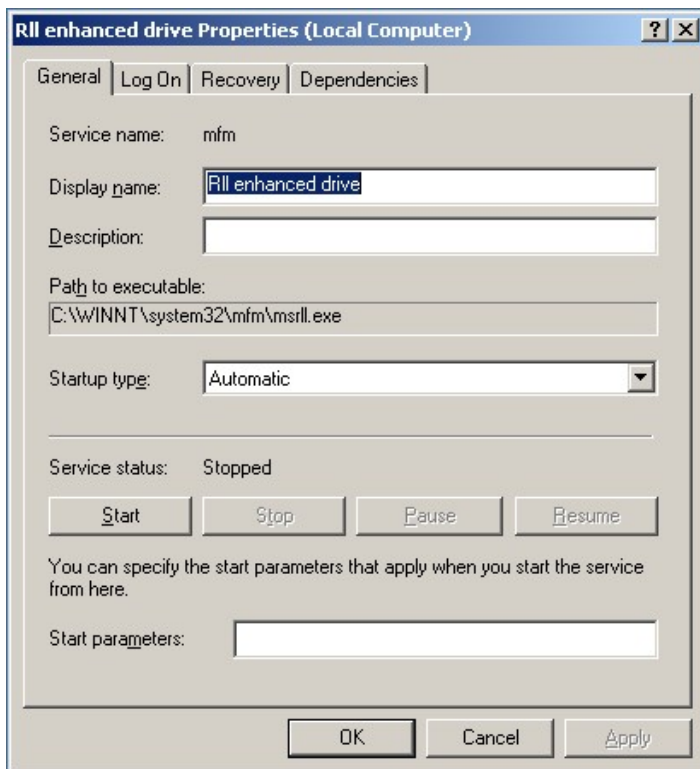 Rll enhanced drive Properties (Local Computer)
General Log On Recovery Dependencies
Service name: mfm
Display name: Rll enhanced drive
Description:
Path to executable:
C:\WINNT\system32\mfm\msrll.exe
Startup type: Automatic
Service status: Stopped
Start Stop Pause Resume
You can specify the start parameters that apply when you start the service
from here.
Start parameters:
OK Cancel Apply